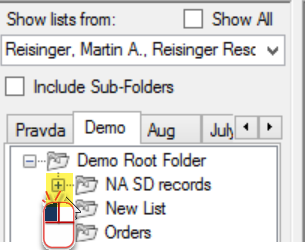 Show lists from: Show All
Reisinger, Martin A., Reisinger Resc
Include Sub-Folders
Pravda Demo Aug July
Demo Root Folder
NA SD records
New List
Orders